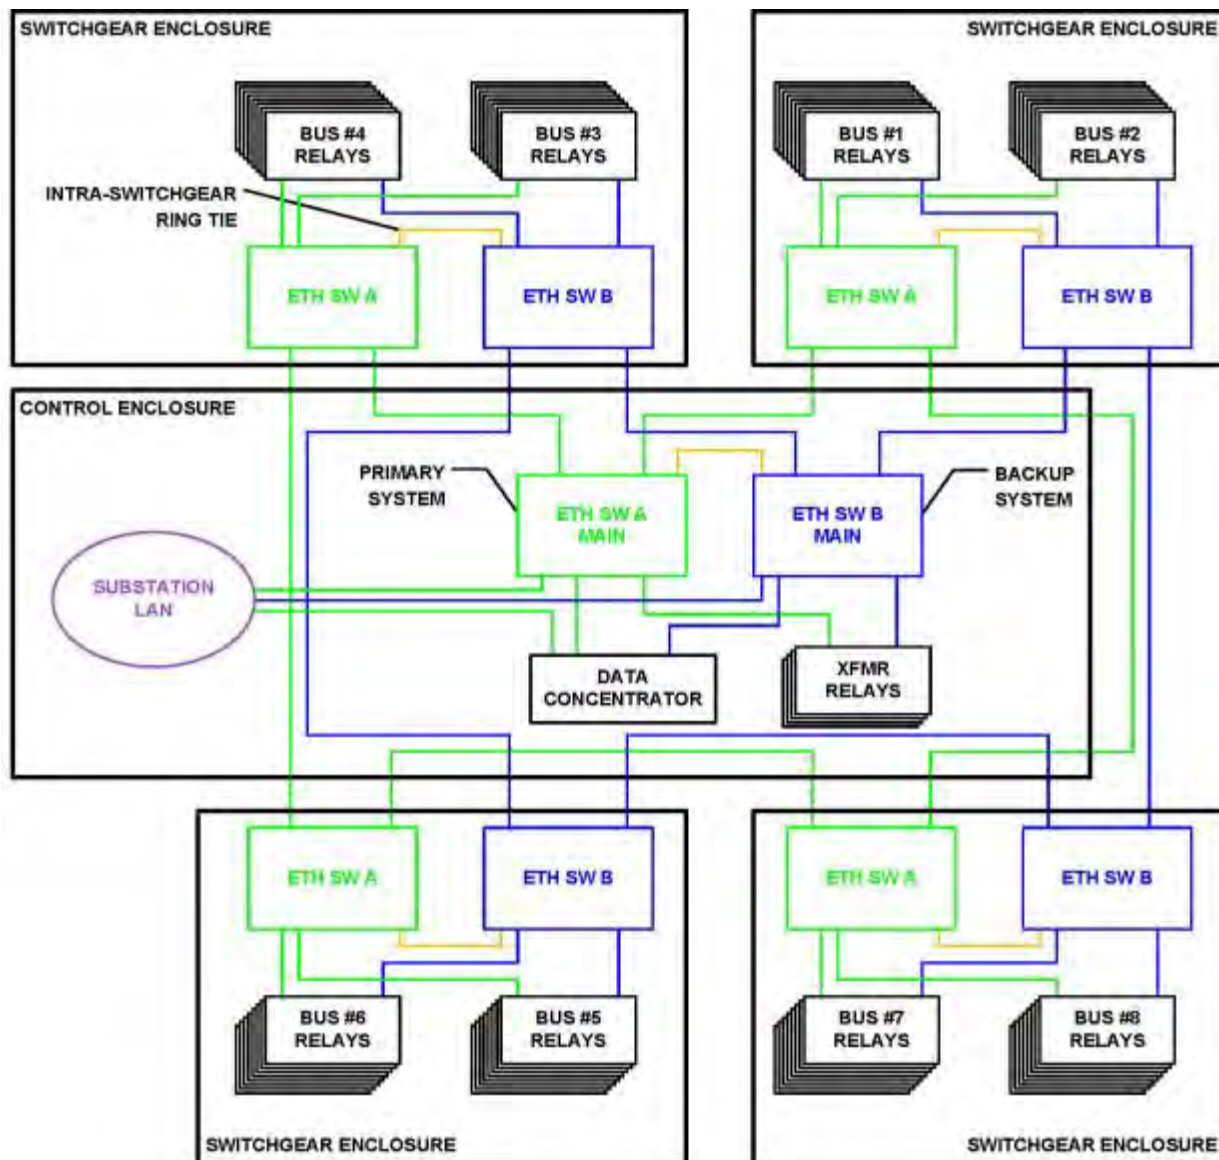 SWITCHGEAR ENCLOSURE
SWITCHGEAR ENCLOSURE
BUS #4
RELAYS
BUS #3
RELAYS
BUS #1
RELAYS
BUS #2
RELAYS
INTRA-SWITCHGEAR
RING TIE
ETH SW A
ETH SW B
ETH SW A
ETH SW B
CONTROL ENCLOSURE
PRIMARY
SYSTEM
ETH SW A
MAIN
ETH SW B
MAIN
BACKUP
SYSTEM
SUBSTATION
LAN
DATA
CONCENTRATOR
XFMR
RELAYS
ETH SW A
ETH SW B
ETH SW A
ETH SW B
BUS #6
RELAYS
BUS #5
RELAYS
BUS #7
RELAYS
BUS #8
RELAYS
SWITCHGEAR ENCLOSURE
SWITCHGEAR ENCLOSURE